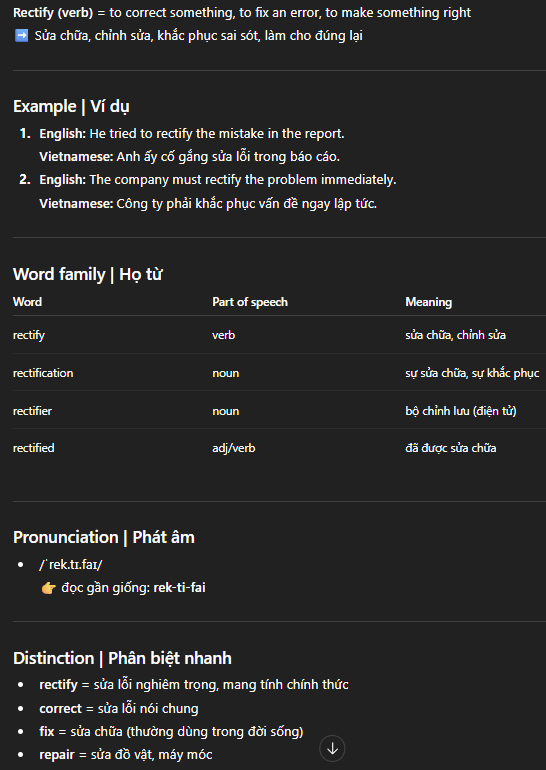 Rectify (verb) = to correct something, to fix an error, to make something right
➡️ Sửa chữa, chỉnh sửa, khắc phục sai sót, làm cho đúng lại
Example | Ví dụ
1. English: He tried to rectify the mistake in the report.
Vietnamese: Anh ấy cố gắng sửa lỗi trong báo cáo.
2. English: The company must rectify the problem immediately.
Vietnamese: Công ty phải khắc phục vấn đề ngay lập tức.
Word family | Họ từ
Word Part of speech Meaning
rectify verb sửa chữa, chỉnh sửa
rectification noun sự sửa chữa, sự khắc phục
rectifier noun bộ chỉnh lưu (điện tử)
rectified adj/verb đã được sửa chữa
Pronunciation | Phát âm
• /ˈrek.tɪ.faɪ/
👉 đọc gần giống: rek-ti-fai
Distinction | Phân biệt nhanh
• rectify = sửa lỗi nghiêm trọng, mang tính chính thức
• correct = sửa lỗi nói chung
• fix = sửa chữa (thường dùng trong đời sống)
• repair = sửa đồ vật, máy móc